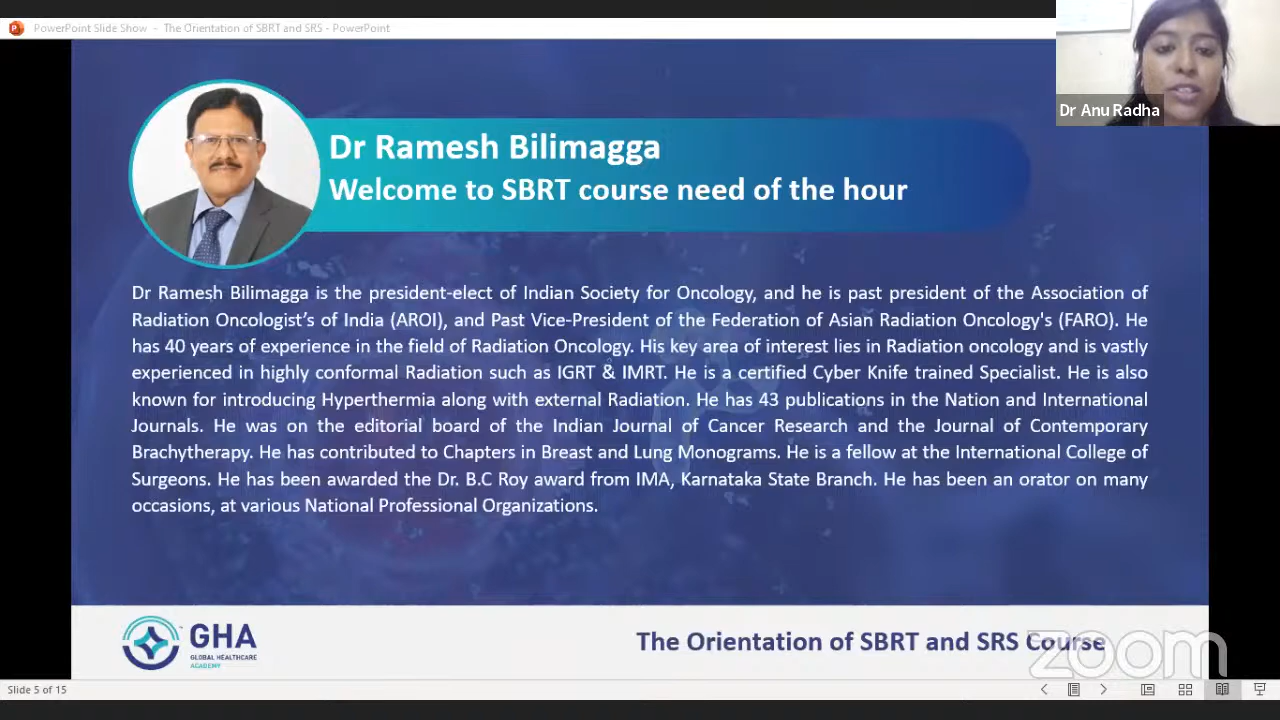 PowerPoint Slide Show - The Orientation of SBRT and SRS - PowerPoint
Dr Anu Radha
Dr Ramesh Bilimagga
Welcome to SBRT course need of the hour
Dr Ramesh Bilimagga is the president-elect of Indian Society for Oncology, and he is past president of the Association of
Radiation Oncologist's of India (AROI), and Past Vice-President of the Federation of Asian Radiation Oncology's (FARO). He
has 40 years of experience in the field of Radiation Oncology. His key area of interest lies in Radiation oncology and is vastly
experienced in highly conformal Radiation such as IGRT & IMRT. He is a certified Cyber Knife trained Specialist. He is also
known for introducing Hyperthermia along with external Radiation. He has 43 publications in the Nation and International
Journals. He was on the editorial board of the Indian Journal of Cancer Research and the Journal of Contemporary
Brachytherapy. He has contributed to Chapters in Breast and Lung Monograms. He is a fellow at the International College of
Surgeons. He has been awarded the Dr. B.C Roy award from IMA, Karnataka State Branch. He has been an orator on many
occasions, at various National Professional Organizations.
GHA
GLOBAL HEALTHCARE
ACADEMY
The Orientation of SBRT and SRS Course
zoom
Slide 5 of 15